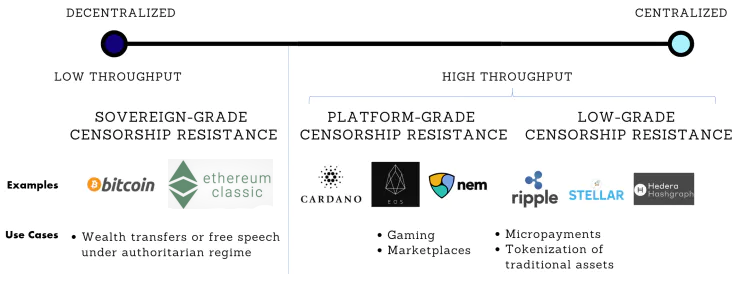 DECENTRALIZED
CENTRALIZED
LOW THROUGHPUT
HIGH THROUGHPUT
SOVEREIGN-GRADE
CENSORSHIP RESISTANCE
PLATFORM-GRADE
CENSORSHIP RESISTANCE
LOW-GRADE
CENSORSHIP RESISTANCE
Examples
bitcoin
ethereum
classic
CARDANO
EOS
nem
ripple
STELLAR
H Hedera
Hashgraph
Use Cases
• Wealth transfers or free speech
under authoritarian regime
• Gaming
• Marketplaces
• Micropayments
• Tokenization of
traditional assets